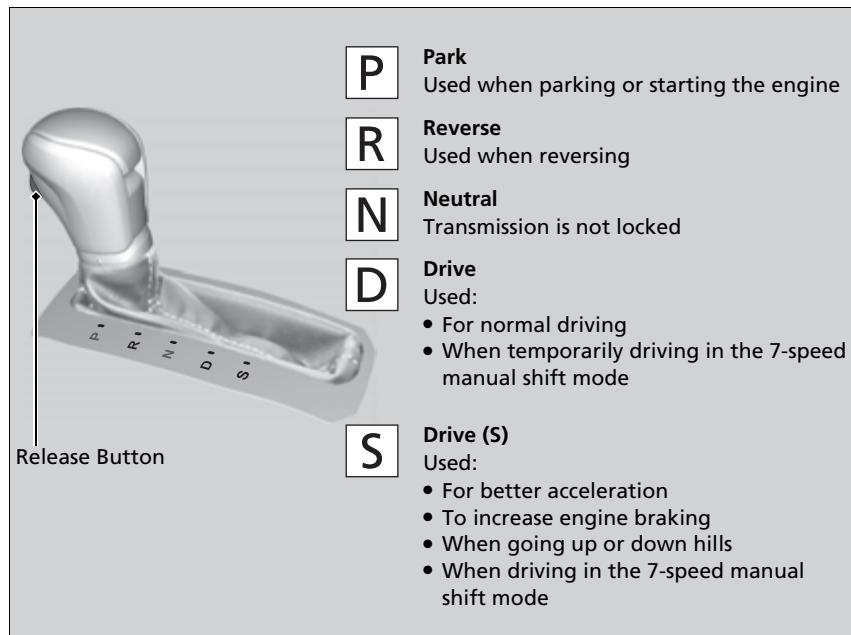 P
Park
Used when parking or starting the engine
R
Reverse
Used when reversing
N
Neutral
Transmission is not locked
D
Drive
Used:
• For normal driving
• When temporarily driving in the 7-speed
manual shift mode
S
Drive (S)
Used:
• For better acceleration
• To increase engine braking
• When going up or down hills
• When driving in the 7-speed manual
shift mode
P
R
N
D
S
Release Button